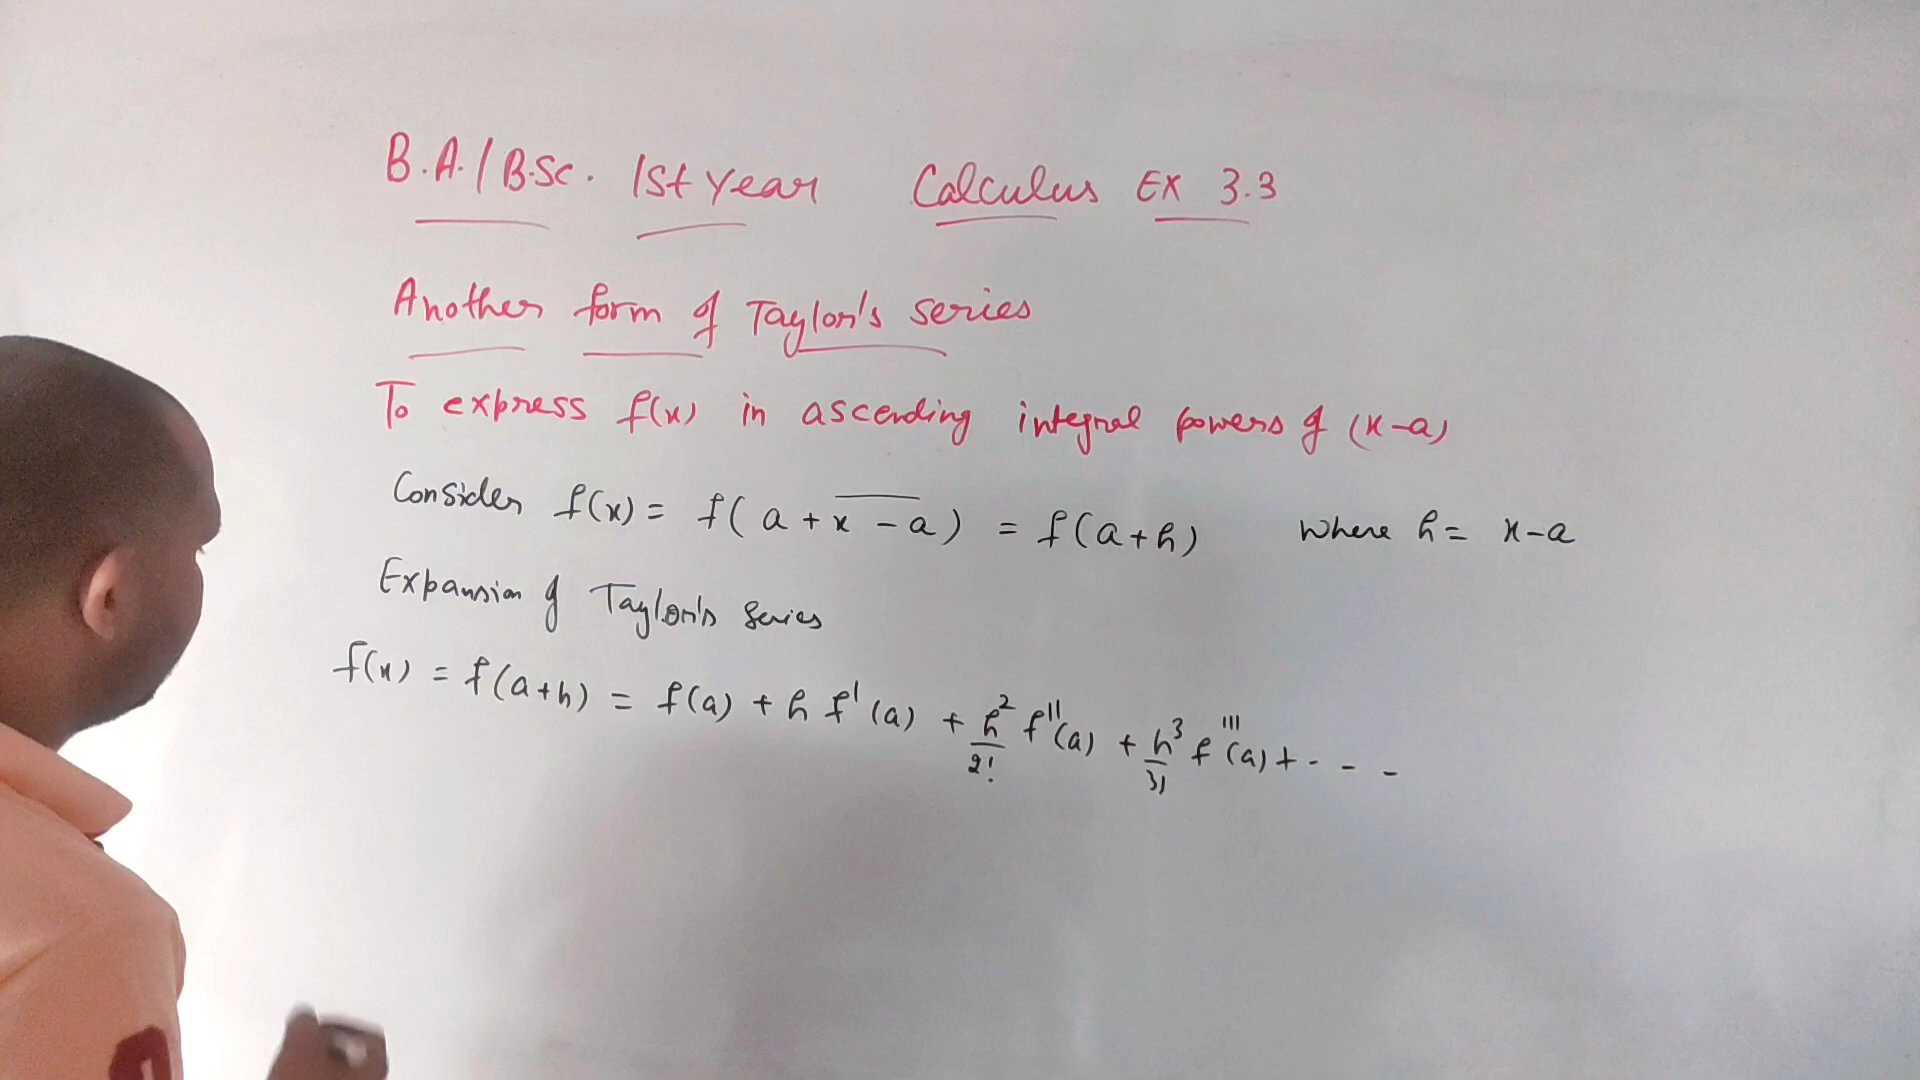 B.A./B.Sc. 1st year Calculus Ex 3.3
Another form of Taylor's series
To express f(x) in ascending integral powers of (x-a)
Consider f(x) = f( a + x - a ) = f(a+h) where h = x-a
Expansion of Taylor's Series
f(x) = f(a+h) = f(a) + h f'(a) + h²/2! f''(a) + h³/3! f'''(a) + - - -